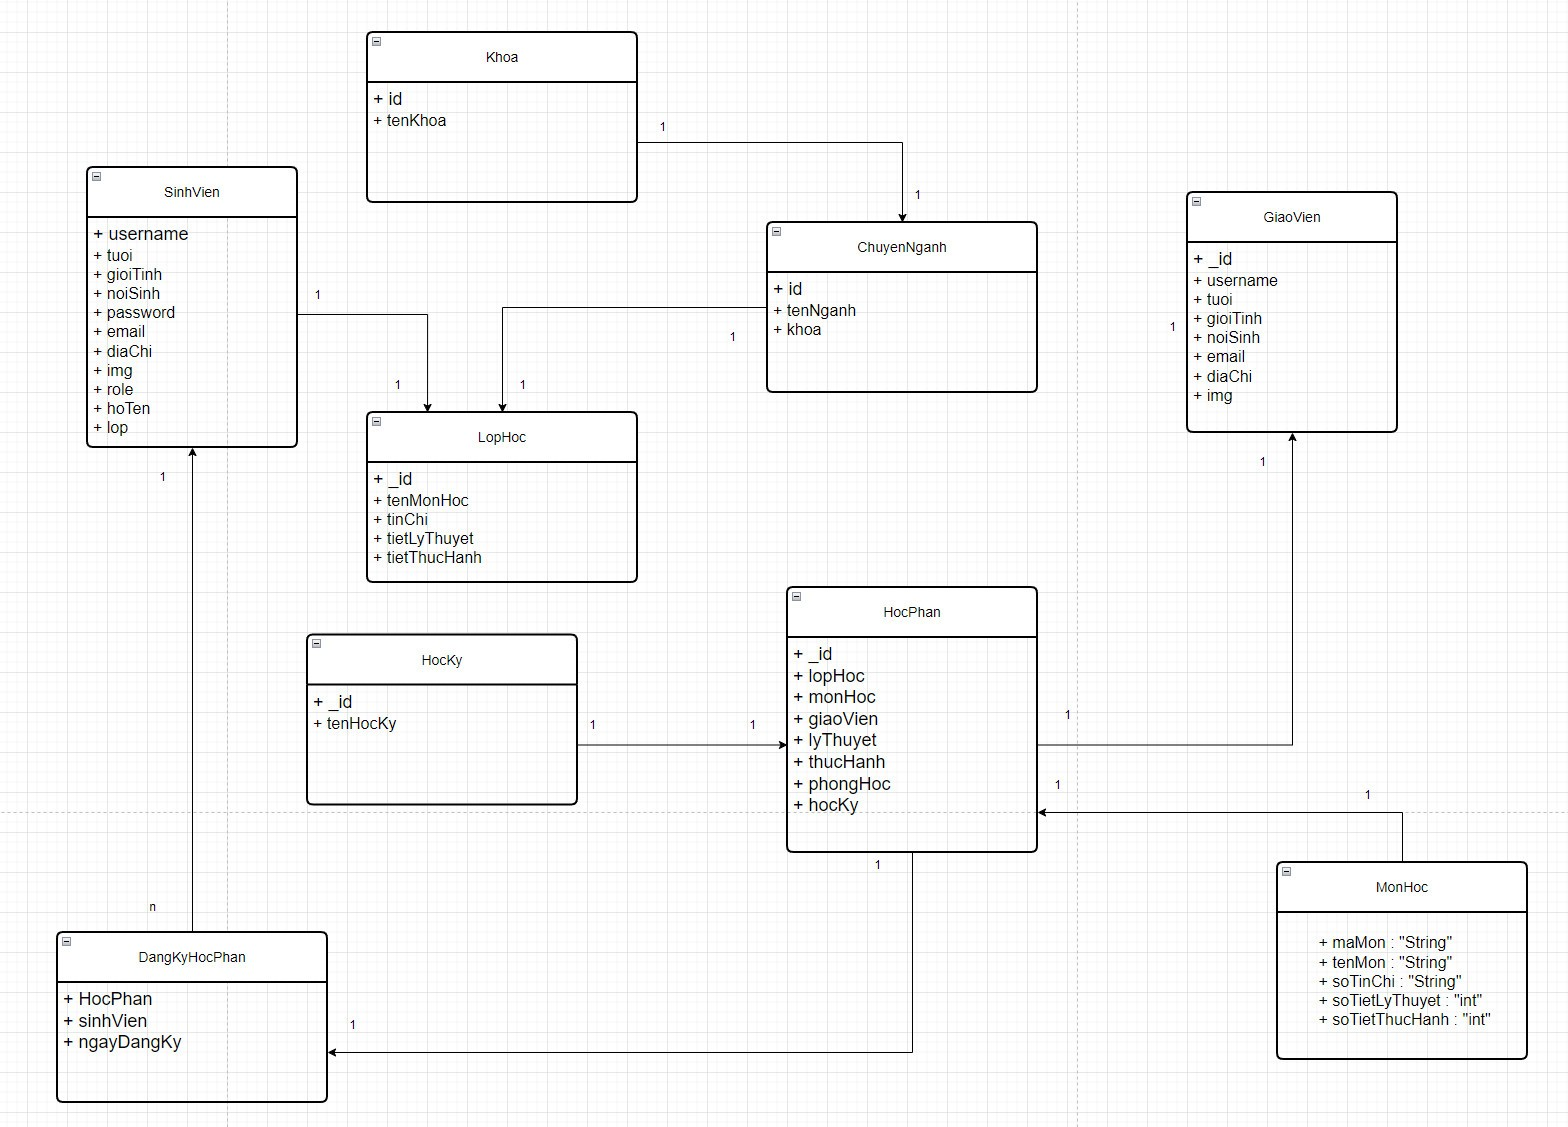 Khoa
+ id
+ tenKhoa
1
1
SinhVien
+ username
+ tuoi
+ gioiTinh
+ noiSinh
+ password
+ email
+ diaChi
+ img
+ role
+ hoTen
+ lop
1
1
1
ChuyenNganh
+ id
+ tenNganh
+ khoa
1
1
GiaoVien
+ _id
+ username
+ tuoi
+ gioiTinh
+ noiSinh
+ email
+ diaChi
+ img
1
1
LopHoc
+ _id
+ tenMonHoc
+ tinChi
+ tietLyThuyet
+ tietThucHanh
HocKy
+ _id
+ tenHocKy
1
1
HocPhan
+ _id
+ lopHoc
+ monHoc
+ giaoVien
+ lyThuyet
+ thucHanh
+ phongHoc
+ hocKy
1
1
1
1
MonHoc
+ maMon : "String"
+ tenMon : "String"
+ soTinChi : "String"
+ soTietLyThuyet : "int"
+ soTietThucHanh : "int"
n
DangKyHocPhan
+ HocPhan
+ sinhVien
+ ngayDangKy
1